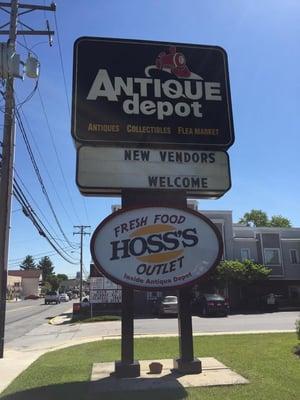 ANTIQUE
depot
ANTIQUES COLLECTIBLES FLEA MARKET
NEW VENDORS
WELCOME
FRESH FOOD
HOSS'S
OUTLET
Inside Antique Depot